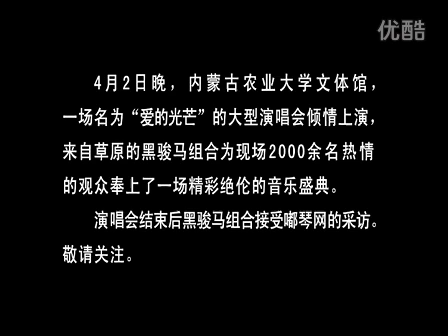 优酷
4月2日晚，内蒙古农业大学文体馆，
一场名为“爱的光芒”的大型演唱会倾情上演，
来自草原的黑骏马组合为现场2000余名热情
的观众奉上了一场精彩绝伦的音乐盛典。
演唱会结束后黑骏马组合接受嘟琴网的采访。
敬请关注。